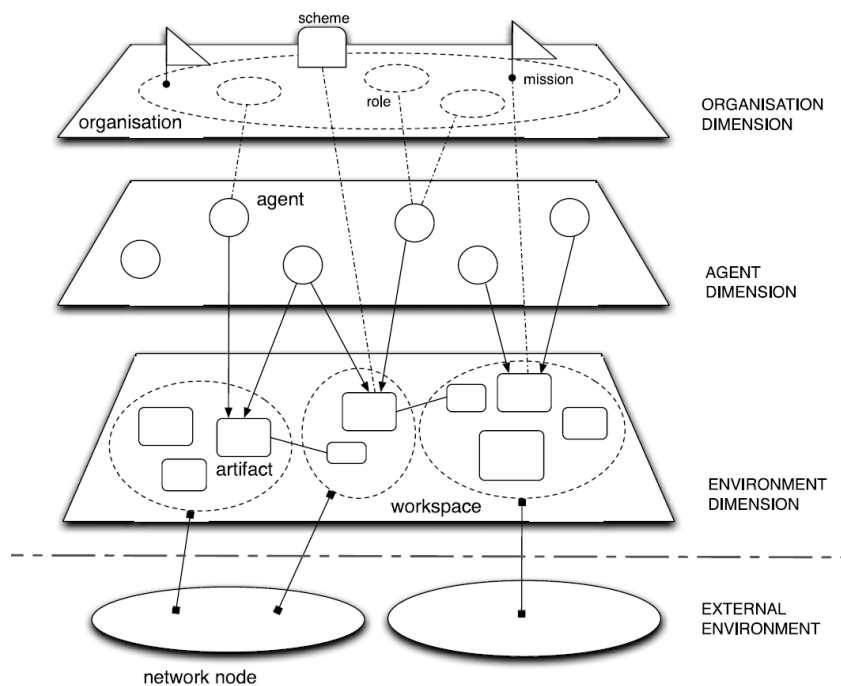 scheme
mission
role
organisation
ORGANISATION
DIMENSION
agent
AGENT
DIMENSION
artifact
workspace
ENVIRONMENT
DIMENSION
EXTERNAL
ENVIRONMENT
network node